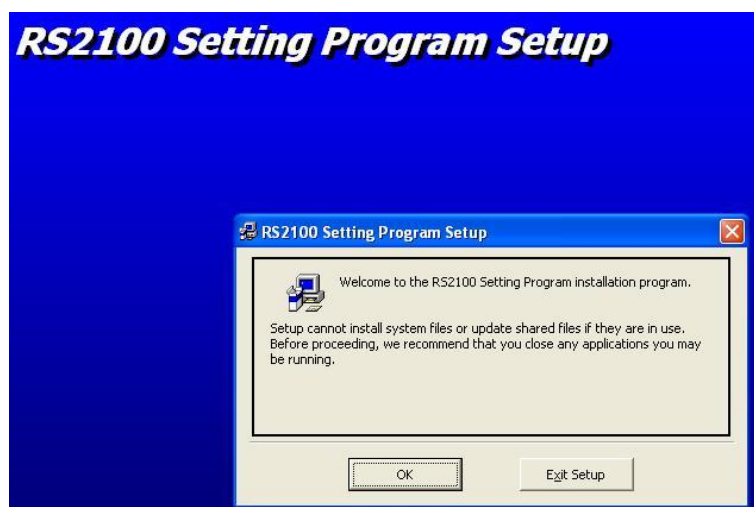 RS2100 Setting Program Setup
RS2100 Setting Program Setup
Welcome to the RS2100 Setting Program installation program.
Setup cannot install system files or update shared files if they are in use.
Before proceeding, we recommend that you close any applications you may
be running.
OK
Exit Setup